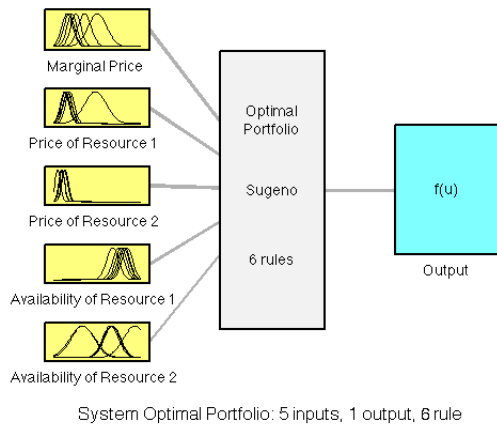 Marginal Price
Price of Resource 1
Price of Resource 2
Availability of Resource 1
Availability of Resource 2
Optimal
Portfolio
Sugeno
6 rules
f(u)
Output
System Optimal Portfolio: 5 inputs, 1 output, 6 rule